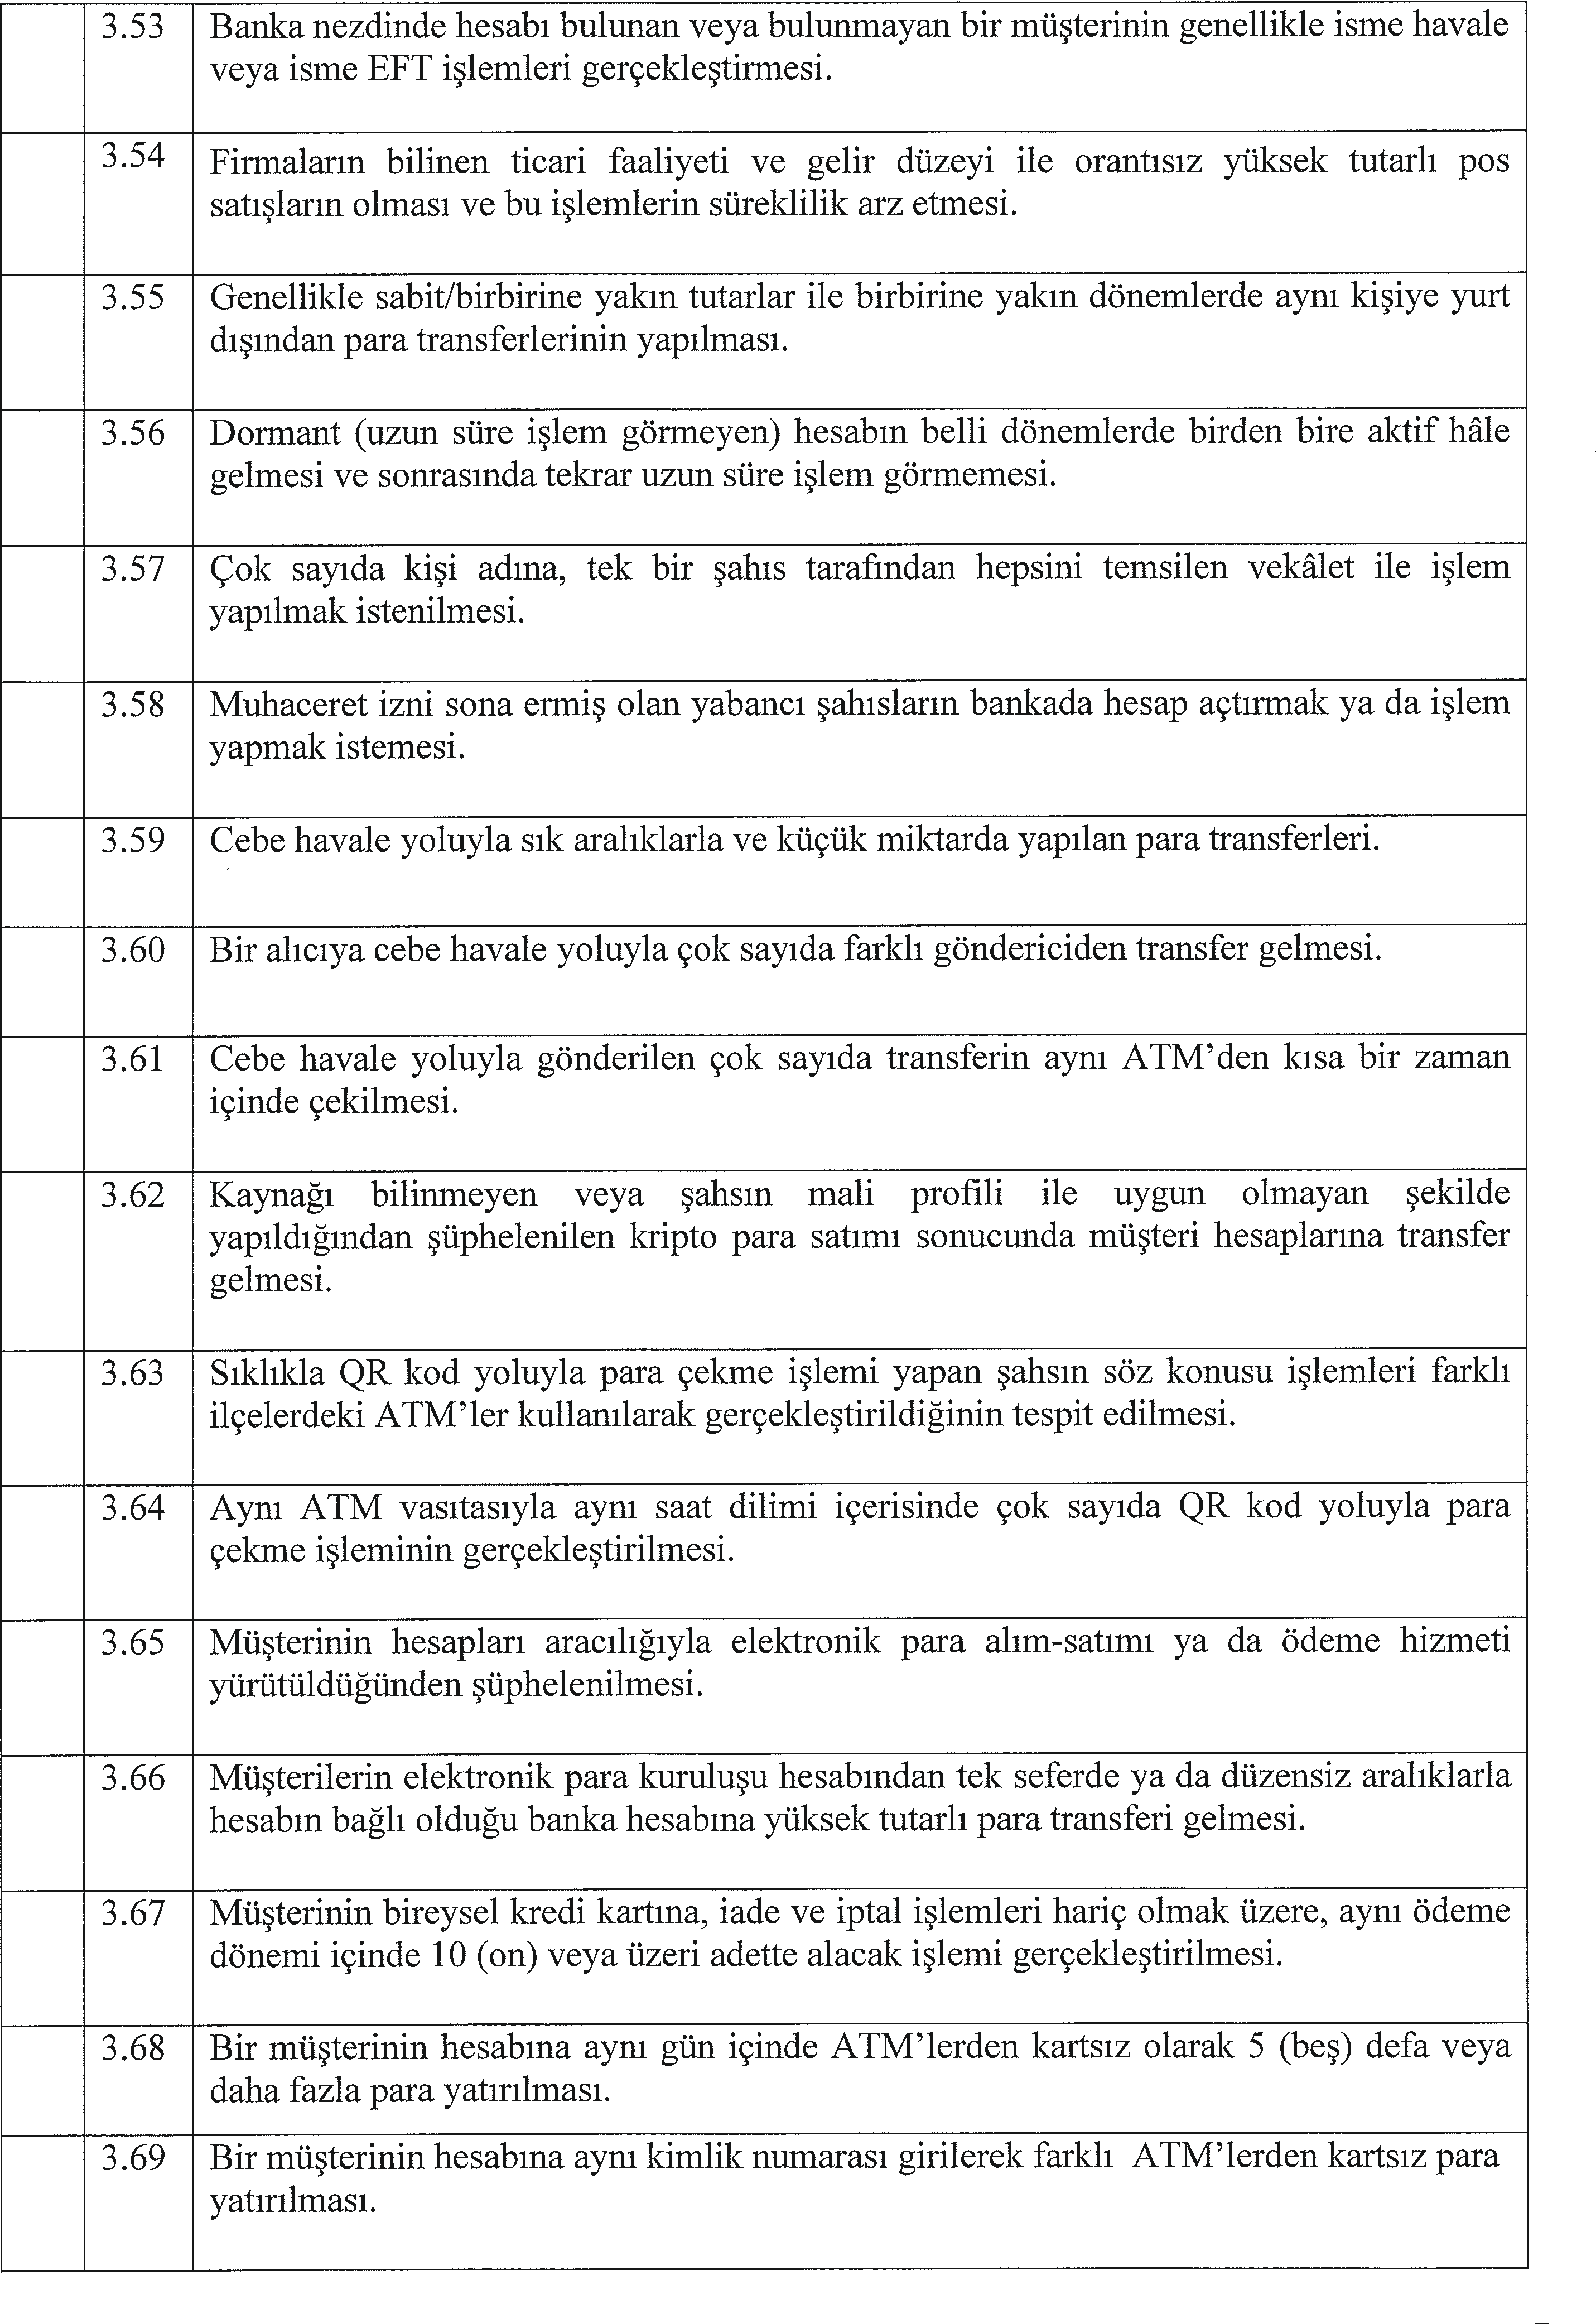 3.53 Banka nezdinde hesabı bulunan veya bulunmayan bir müşterinin genellikle isme havale
veya isme EFT işlemleri gerçekleştirmesi.
3.54 Firmaların bilinen ticari faaliyeti ve gelir düzeyi ile orantısız yüksek tutarlı pos
satışların olması ve bu işlemlerin süreklilik arz etmesi.
3.55 Genellikle sabit/birbirine yakın tutarlar ile birbirine yakın dönemlerde aynı kişiye yurt
dışından para transferlerinin yapılması.
3.56 Dormant (uzun süre işlem görmeyen) hesabın belli dönemlerde birden bire aktif hâle
gelmesi ve sonrasında tekrar uzun süre işlem görmemesi.
3.57 Çok sayıda kişi adına, tek bir şahıs tarafından hepsini temsilen vekâlet ile işlem
yapılmak istenilmesi.
3.58 Muhaceret izni sona ermiş olan yabancı şahısların bankada hesap açtırmak ya da işlem
yapmak istemesi.
3.59 Cebe havale yoluyla sık aralıklarla ve küçük miktarda yapılan para transferleri.
3.60 Bir alıcıya cebe havale yoluyla çok sayıda farklı göndericiden transfer gelmesi.
3.61 Cebe havale yoluyla gönderilen çok sayıda transferin aynı ATM’den kısa bir zaman
içinde çekilmesi.
3.62 Kaynağı bilinmeyen veya şahsın mali profili ile uygun olmayan şekilde
yapıldığından şüphelenilen kripto para satımı sonucunda müşteri hesaplarına transfer
gelmesi.
3.63 Sıklıkla QR kod yoluyla para çekme işlemi yapan şahsın söz konusu işlemleri farklı
ilçelerdeki ATM’ler kullanılarak gerçekleştirildiğinin tespit edilmesi.
3.64 Aynı ATM vasıtasıyla aynı saat dilimi içerisinde çok sayıda QR kod yoluyla para
çekme işleminin gerçekleştirilmesi.
3.65 Müşterinin hesapları aracılığıyla elektronik para alım-satımı ya da ödeme hizmeti
yürütüldüğünden şüphelenilmesi.
3.66 Müşterilerin elektronik para kuruluşu hesabından tek seferde ya da düzensiz aralıklarla
hesabın bağlı olduğu banka hesabına yüksek tutarlı para transferi gelmesi.
3.67 Müşterinin bireysel kredi kartına, iade ve iptal işlemleri hariç olmak üzere, aynı ödeme
dönemi içinde 10 (on) veya üzeri adette alacak işlemi gerçekleştirilmesi.
3.68 Bir müşterinin hesabına aynı gün içinde ATM’lerden kartsız olarak 5 (beş) defa veya
daha fazla para yatırılması.
3.69 Bir müşterinin hesabına aynı kimlik numarası girilerek farklı ATM’lerden kartsız para
yatırılması.